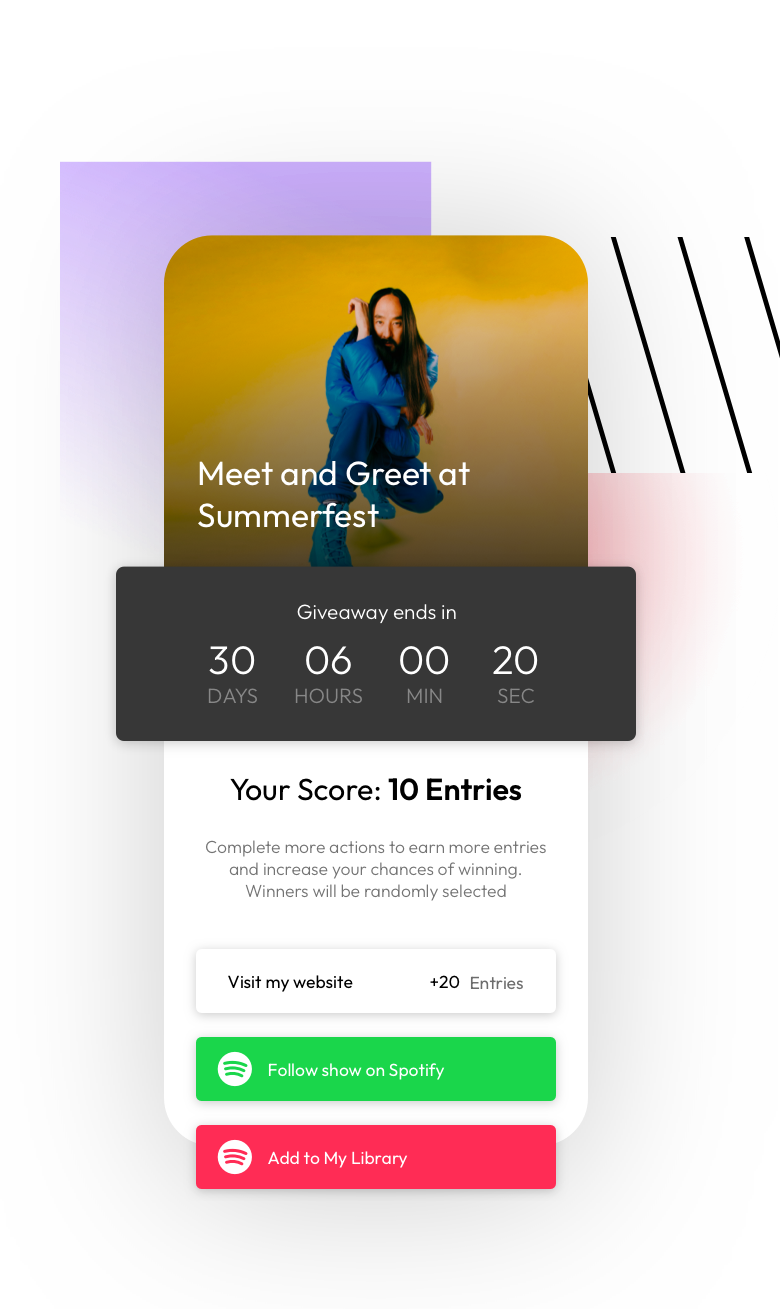 Meet and Greet at
Summerfest
Giveaway ends in
30 06 00 20
DAYS HOURS MIN SEC
Your Score: 10 Entries
Complete more actions to earn more entries
and increase your chances of winning.
Winners will be randomly selected
Visit my website +20 Entries
Follow show on Spotify
Add to My Library